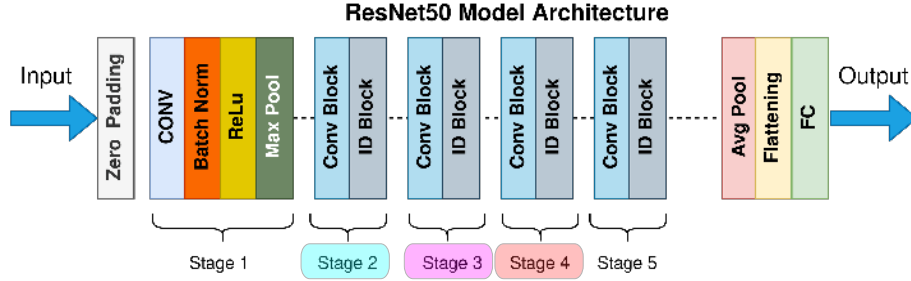 ResNet50 Model Architecture
Input
Zero Padding
CONV
Batch Norm
ReLu
Max Pool
Conv Block
ID Block
Conv Block
ID Block
Conv Block
ID Block
Conv Block
ID Block
Avg Pool
Flattening
FC
Output
Stage 1
Stage 2
Stage 3
Stage 4
Stage 5